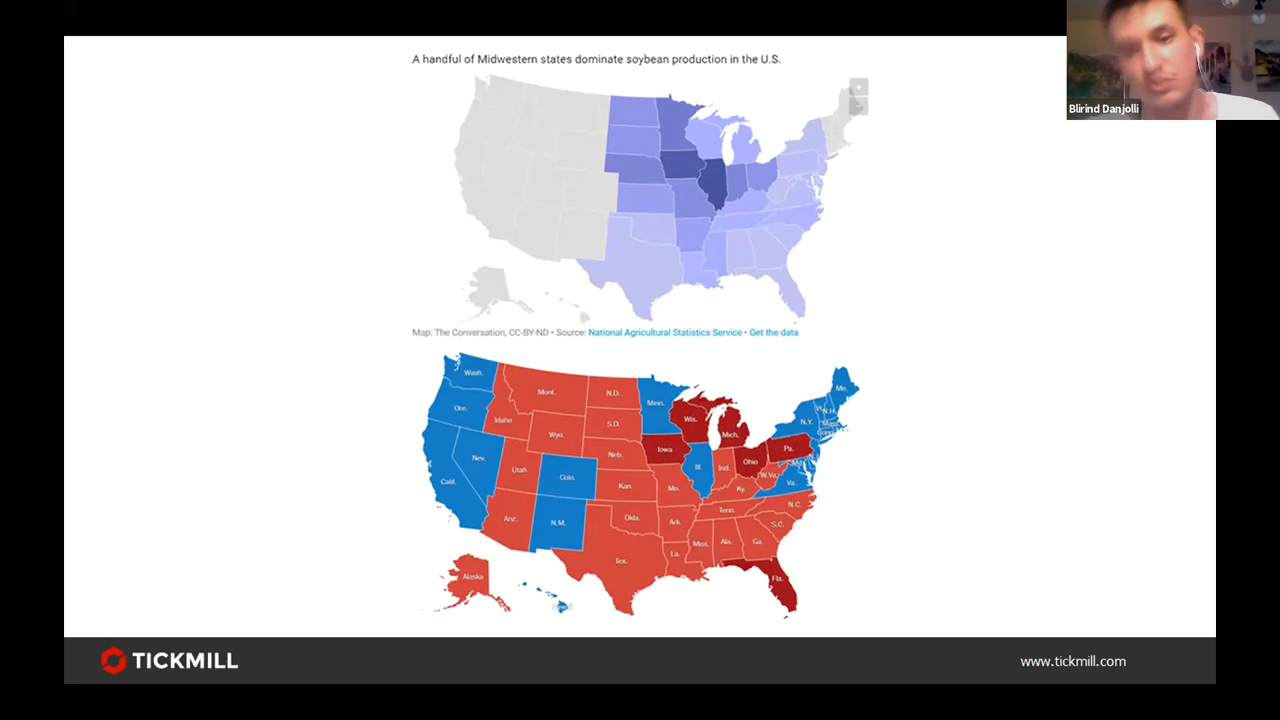 A handful of Midwestern states dominate soybean production in the U.S.
+
Blirind Danjolli
Map: The Conversation, CC-BY-ND • Source: National Agricultural Statistics Service • Get the data
Wash.
Mont.
N.D.
Minn.
Me.
Ore.
Idaho
S.D.
Wis.
Mich.
N.Y.
N.H.
Wyo.
Iowa
Pa.
Nev.
Neb.
Ohio
Calif.
Utah
Colo.
Ill.
Ind.
W.Va.
Va.
Kan.
Mo.
Ky.
N.C.
Ariz.
N.M.
Okla.
Ark.
Tenn.
S.C.
Miss.
Ala.
Ga.
Tex.
La.
Alaska
Fla.
TICKMILL
www.tickmill.com